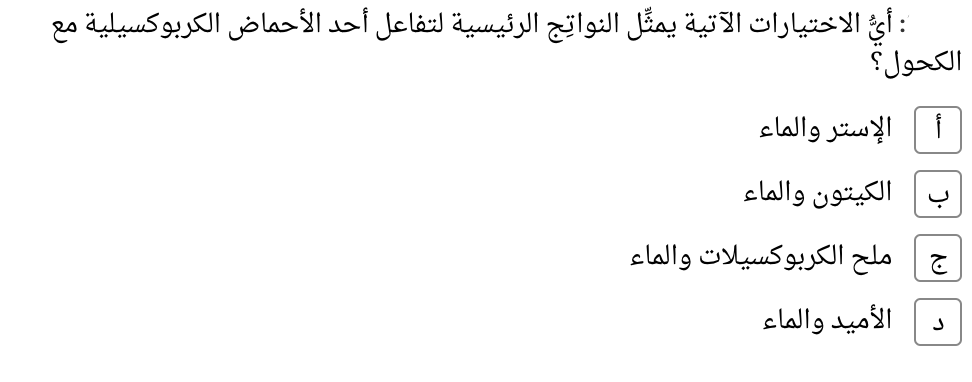 : أيُّ الاختيارات الآتية يمثِّل النواتِج الرئيسية لتفاعل أحد الأحماض الكربوكسيلية مع
الكحول؟
أ الإستر والماء
ب الكيتون والماء
ج ملح الكربوكسيلات والماء
د الأميد والماء